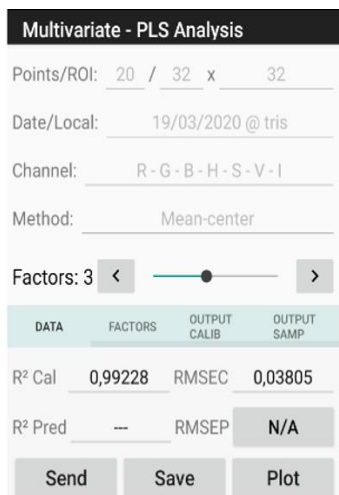 Multivariate - PLS Analysis
Points/ROI: 20 / 32 x 32
Date/Local: 19/03/2020 @ tris
Channel: R - G - B - H - S - V - I
Method: Mean-center
Factors: 3 < >
DATA FACTORS OUTPUT CALIB OUTPUT SAMP
R² Cal 0,99228 RMSEC 0,03805
R² Pred --- RMSEP N/A
Send Save Plot